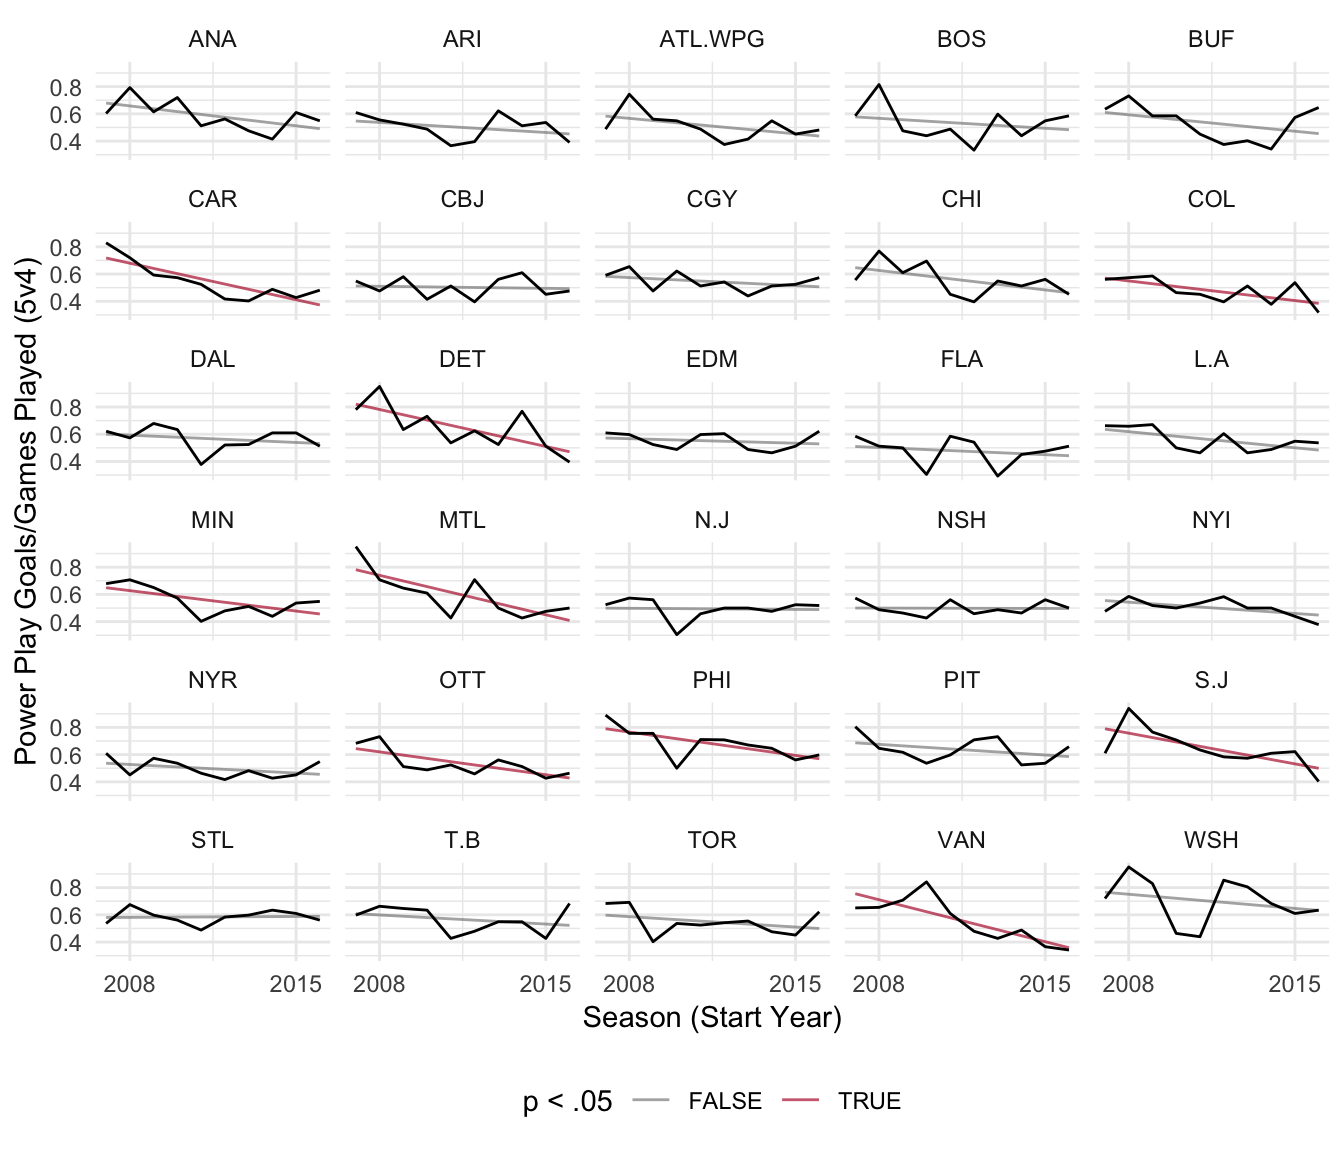 ANA ARI ATL.WPG BOS BUF
0.8
0.6
0.4
CAR CBJ CGY CHI COL
0.8
0.6
0.4
DAL DET EDM FLA L.A
0.8
0.6
0.4
MIN MTL N.J NSH NYI
0.8
0.6
0.4
NYR OTT PHI PIT S.J
0.8
0.6
0.4
STL T.B TOR VAN WSH
0.8
0.6
0.4
Power Play Goals/Games Played (5v4)
2008 2015 2008 2015 2008 2015 2008 2015 2008 2015
Season (Start Year)
p < .05 FALSE TRUE